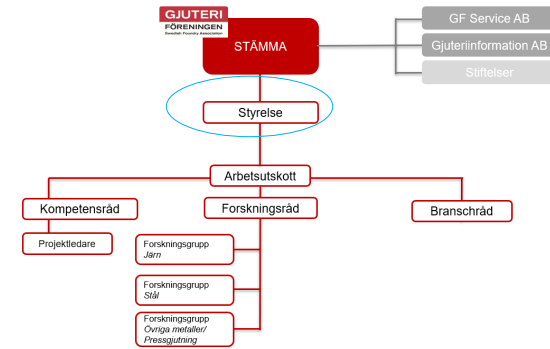 GJUTERI
FÖRENINGEN
Swedish Foundry Association
STÄMMA
GF Service AB
Gjuteriinformation AB
Stiftelser
Styrelse
Arbetsutskott
Kompetensråd
Forskningsråd
Branschråd
Projektledare
Forskningsgrupp
Järn
Forskningsgrupp
Stål
Forskningsgrupp
Övriga metaller/
Pressgjutning